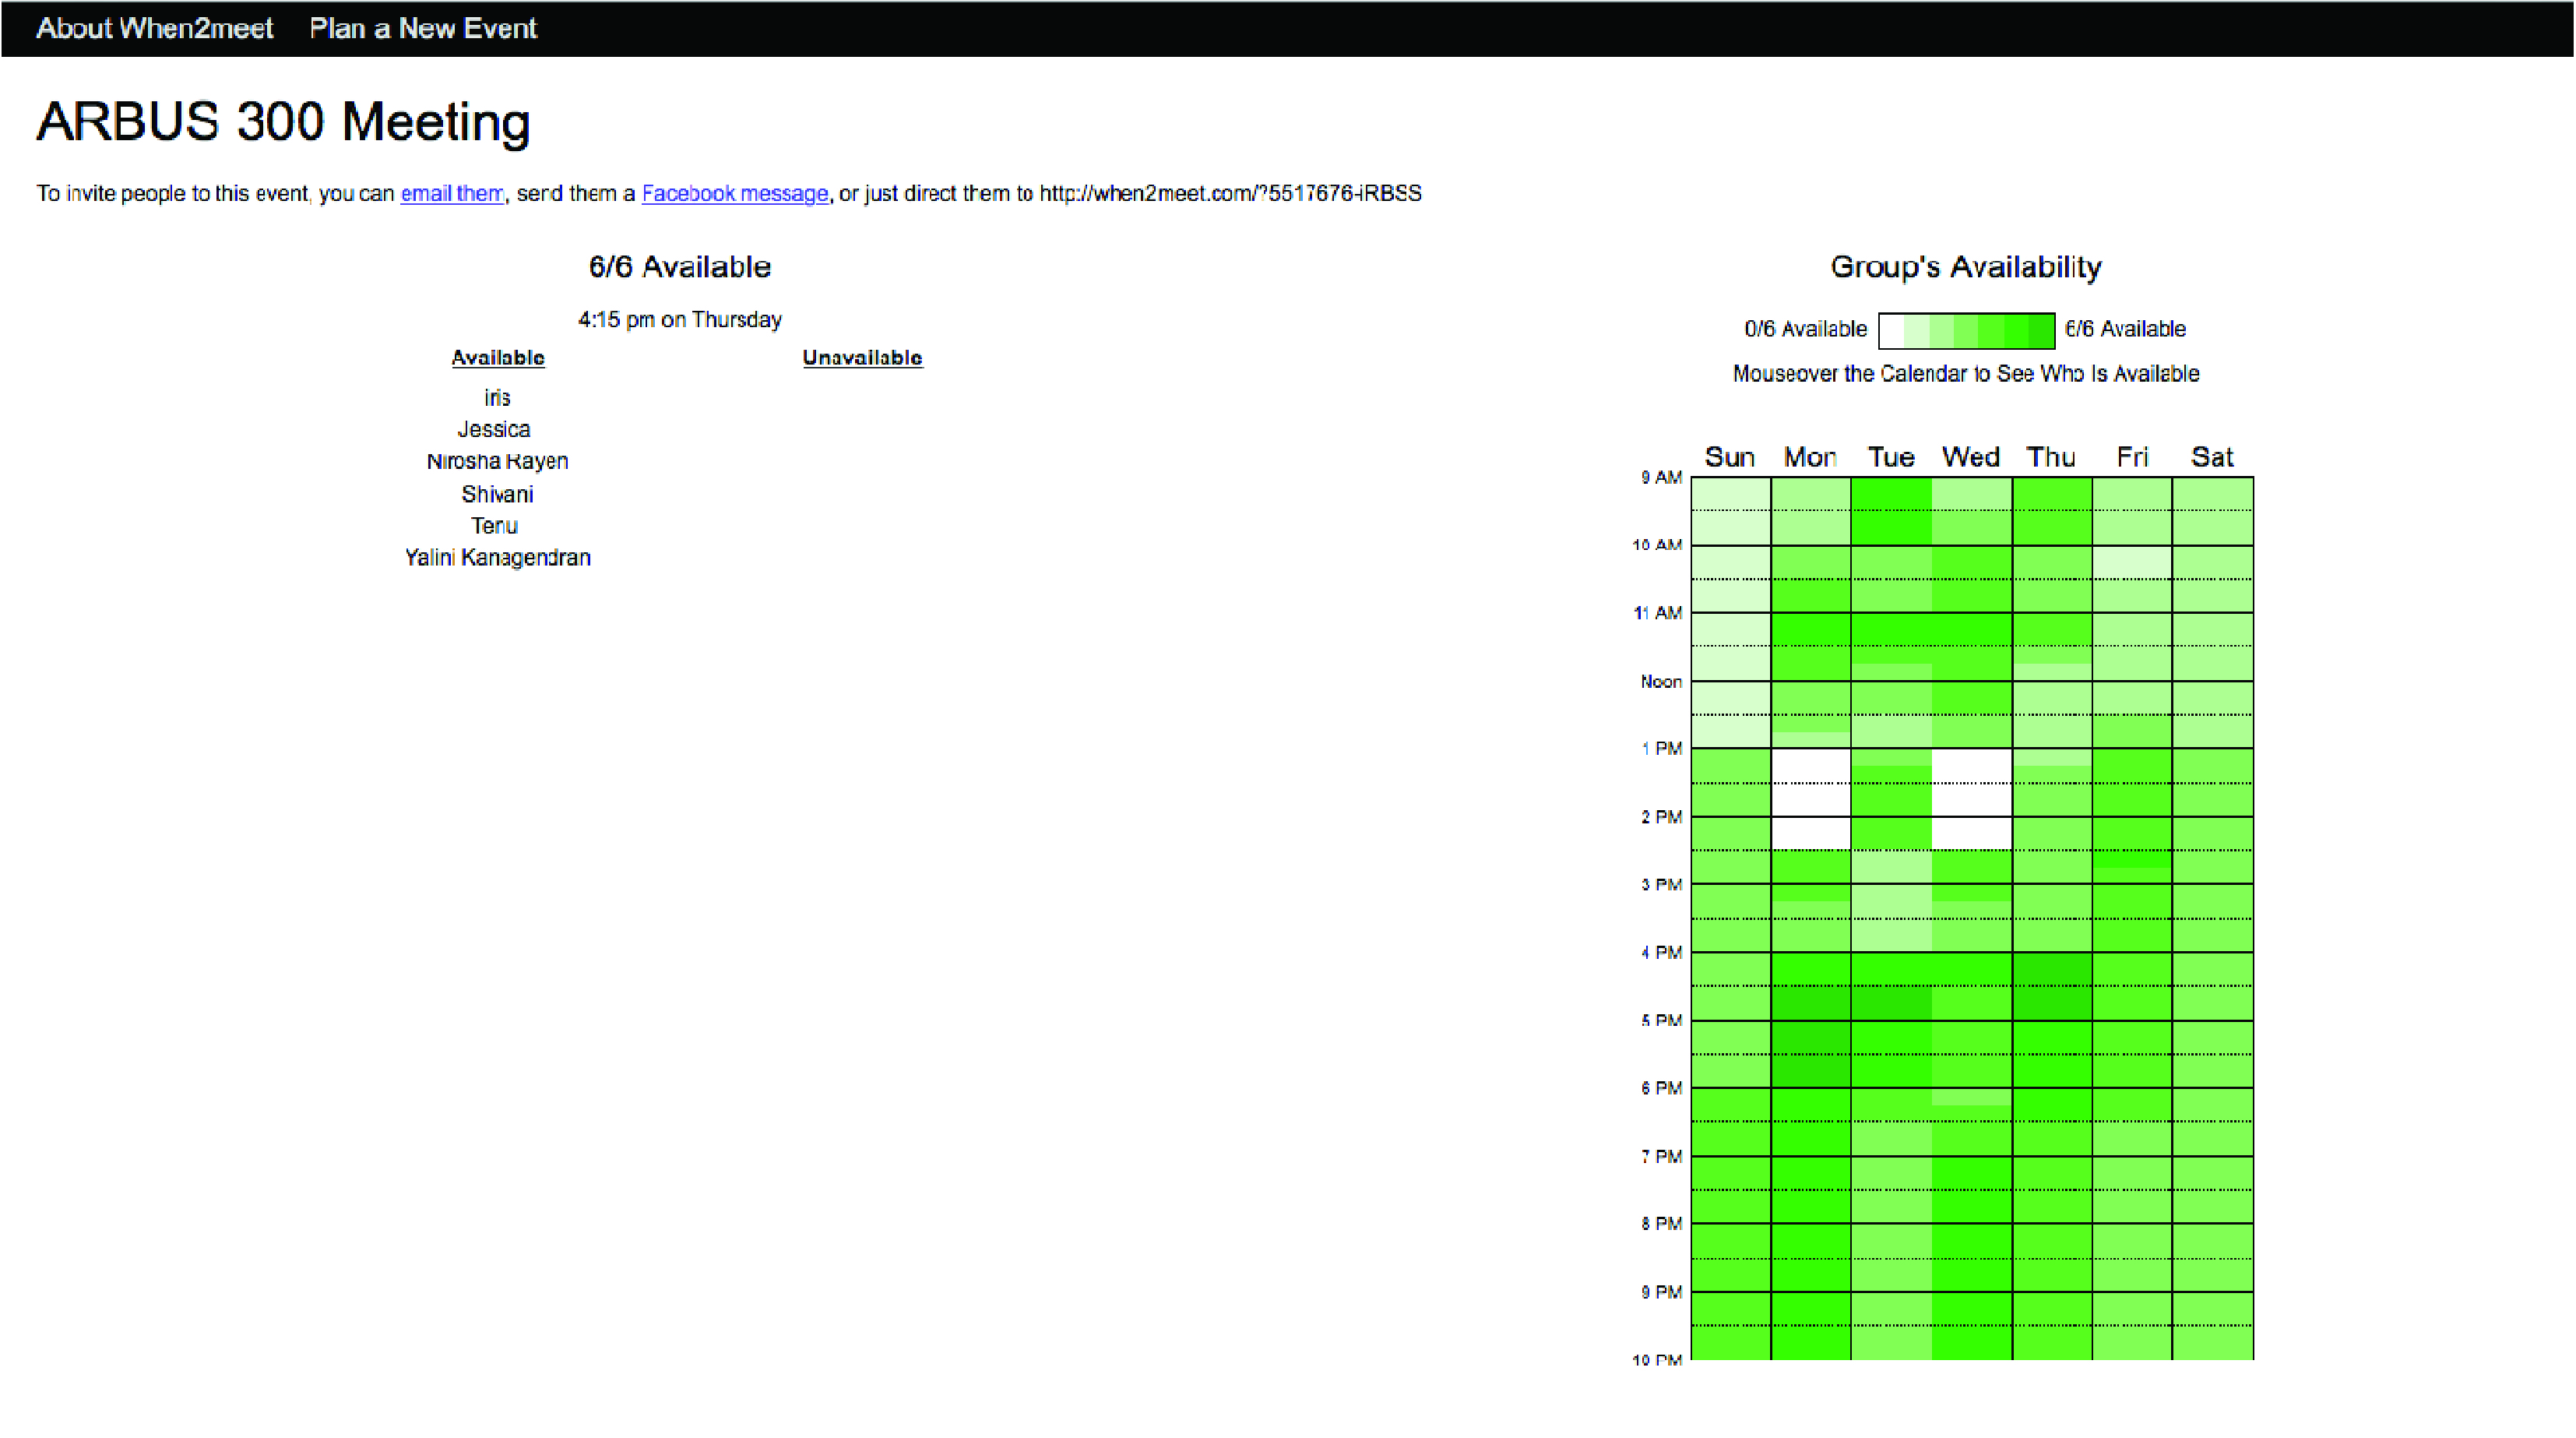 About When2meet Plan a New Event
ARBUS 300 Meeting
To invite people to this event, you can email them, send them a Facebook message, or just direct them to http://when2meet.com/?5517676-iRBSS
6/6 Available
4:15 pm on Thursday
Available Unavailable
iris
Jessica
Nirosha Rayen
Shivani
Tenu
Yalini Kanagendran
Group's Availability
0/6 Available 6/6 Available
Mouseover the Calendar to See Who Is Available
Sun Mon Tue Wed Thu Fri Sat
9 AM
10 AM
11 AM
Noon
1 PM
2 PM
3 PM
4 PM
5 PM
6 PM
7 PM
8 PM
9 PM
10 PM